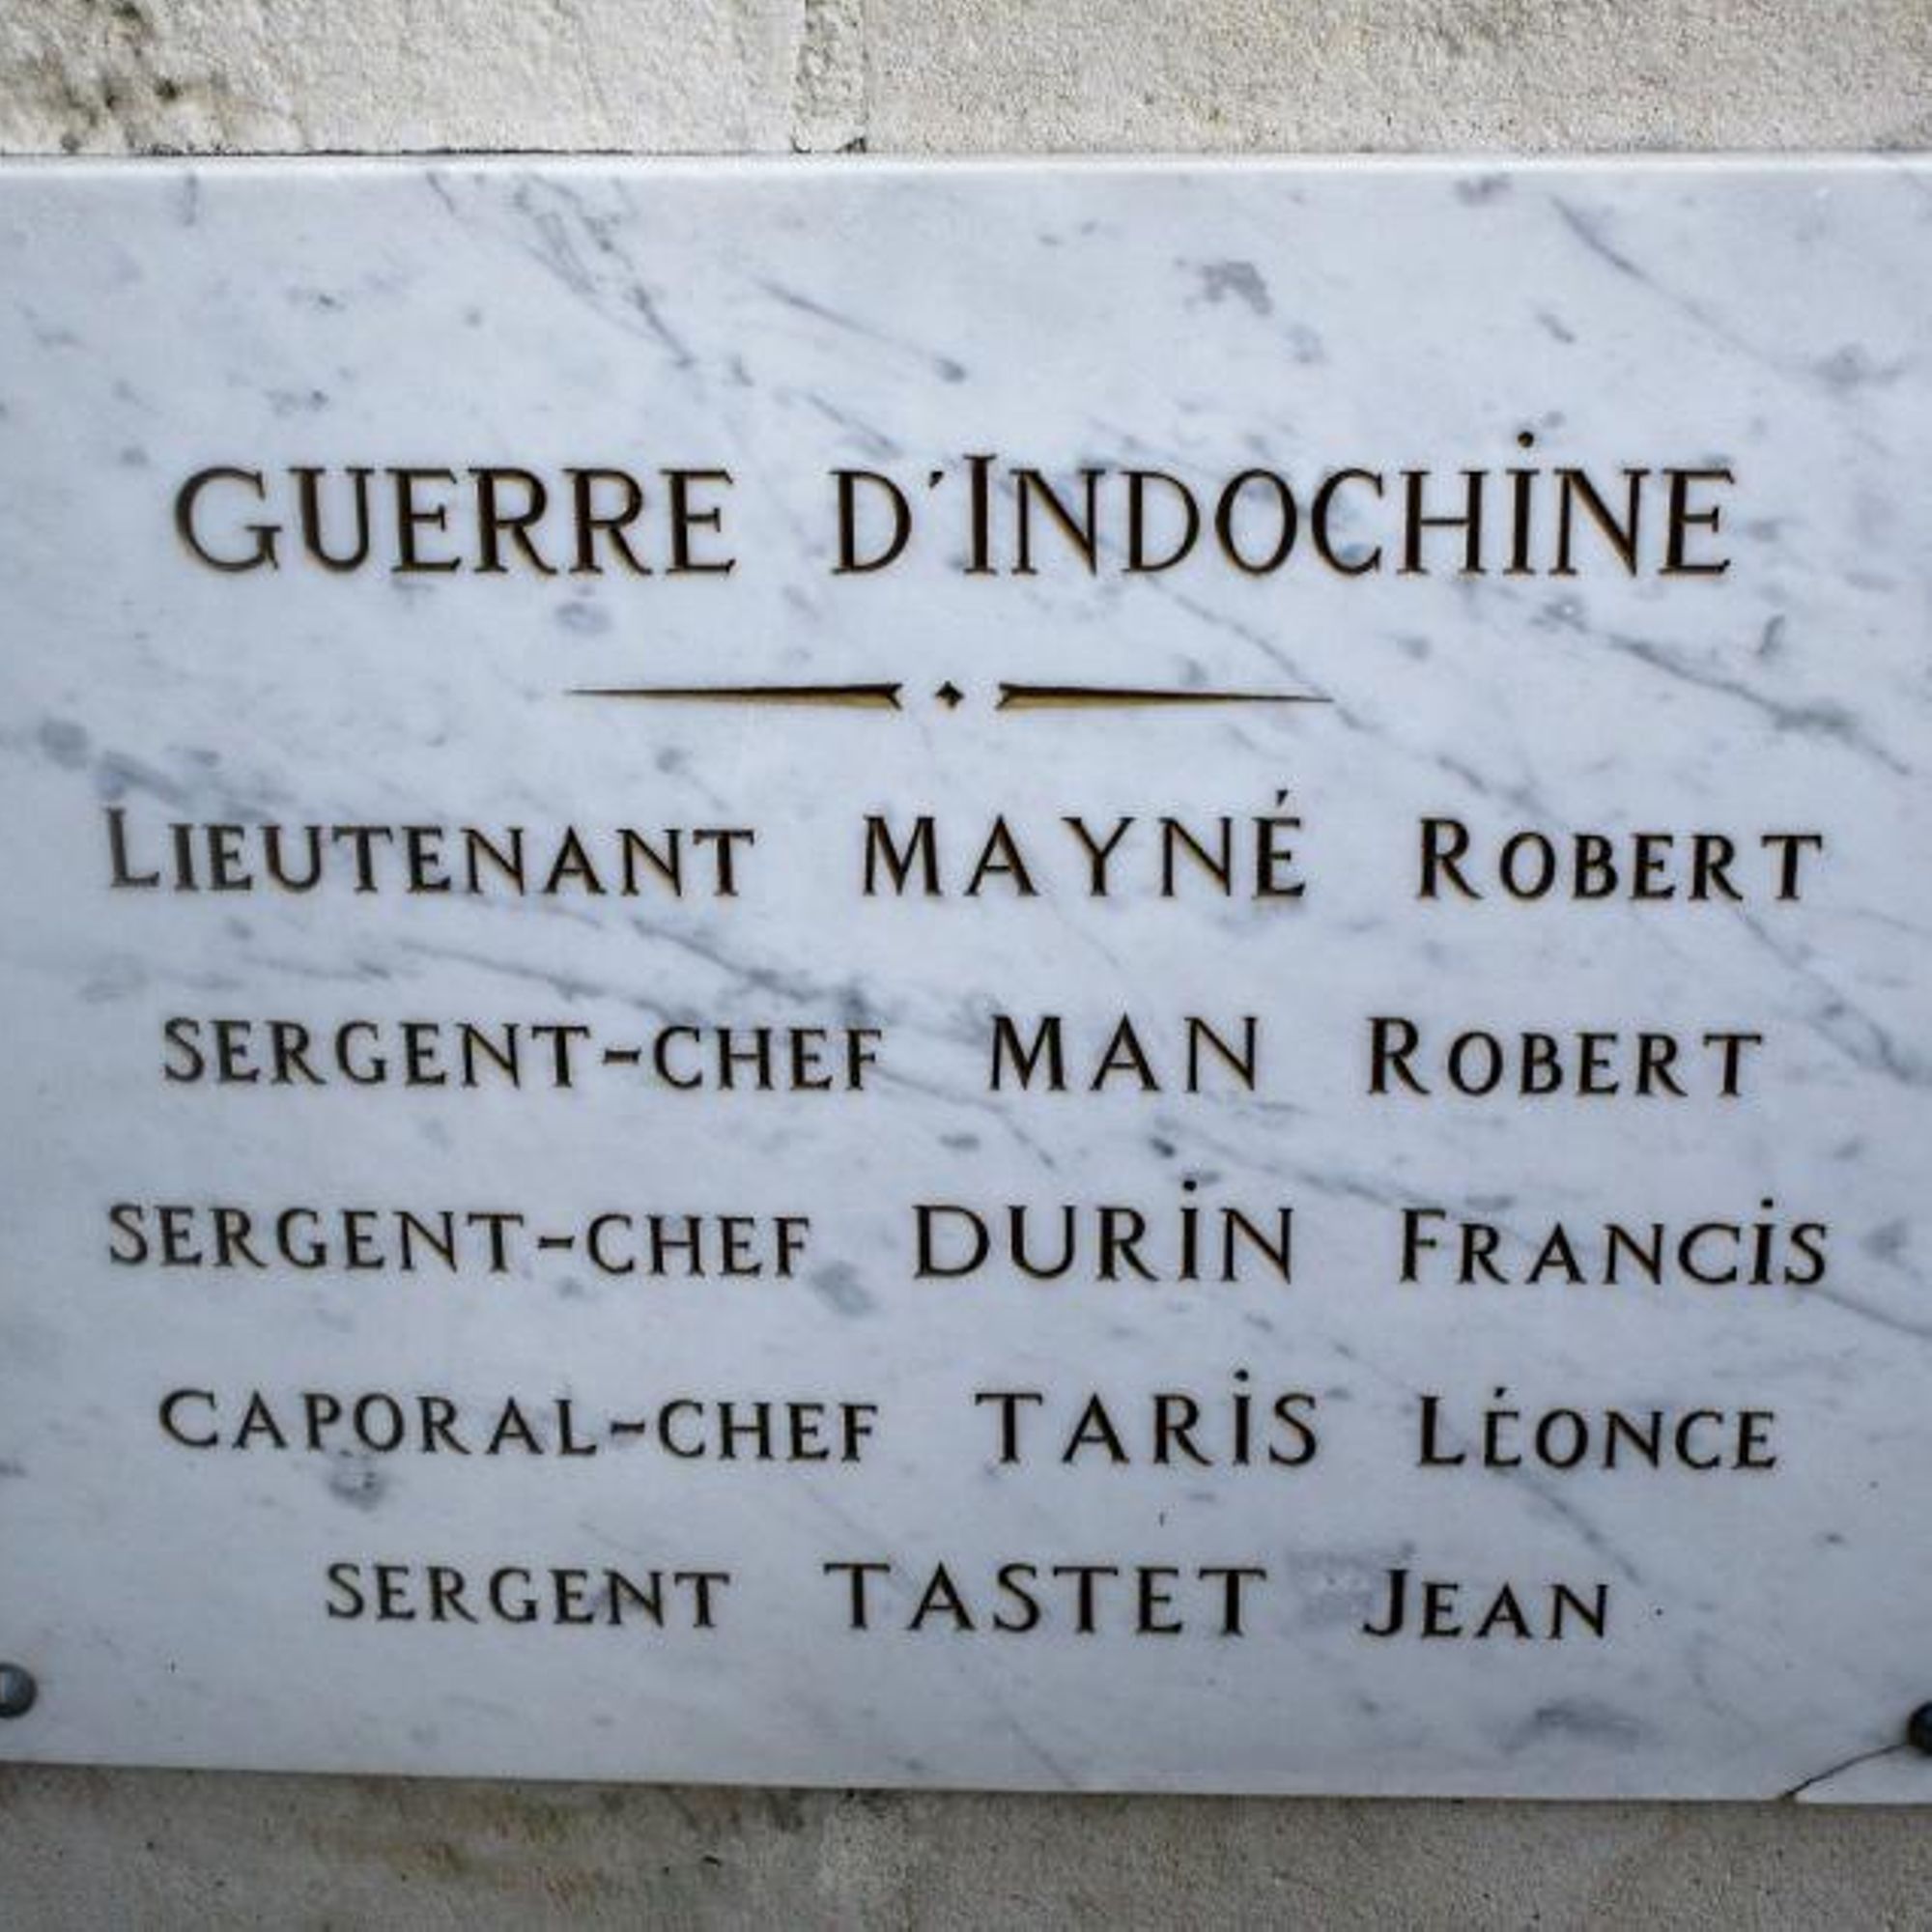 GUERRE D'INDOCHINE
LIEUTENANT MAYNÉ ROBERT
SERGENT-CHEF MAN ROBERT
SERGENT-CHEF DURIN FRANCIS
CAPORAL-CHEF TARIS LÉONCE
SERGENT TASTET JEAN